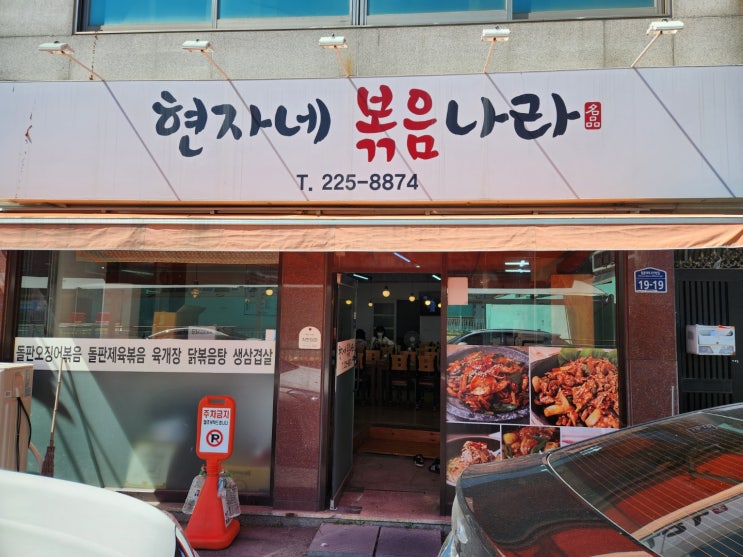 현자네 볶음나라 名品
T. 225-8874
돌판오징어볶음 돌판제육볶음 육개장 닭볶음탕 생삼겹살
19-19
주차금지
P